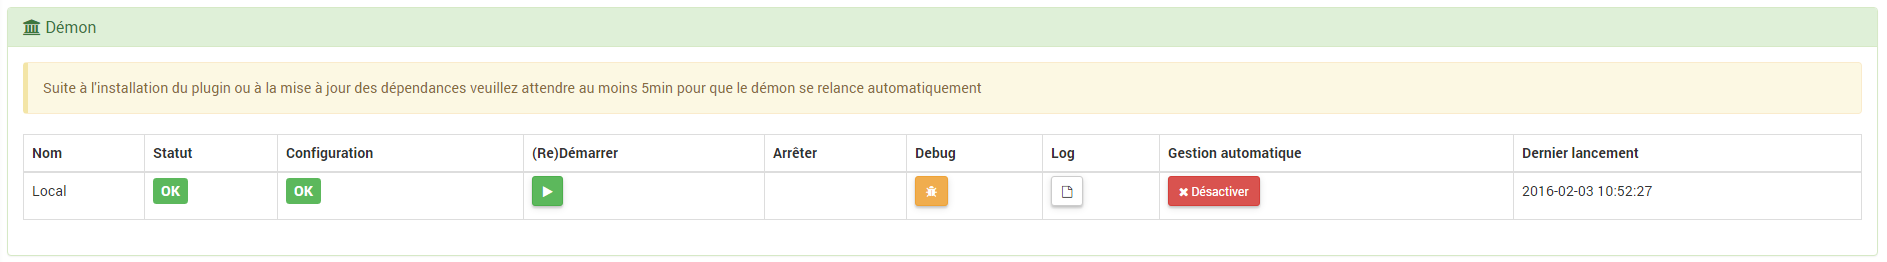 Démon
Suite à l'installation du plugin ou à la mise à jour des dépendances veuillez attendre au moins 5min pour que le démon se relance automatiquement
Nom Statut Configuration (Re)Démarrer Arrêter Debug Log Gestion automatique Dernier lancement
Local OK OK Désactiver 2016-02-03 10:52:27